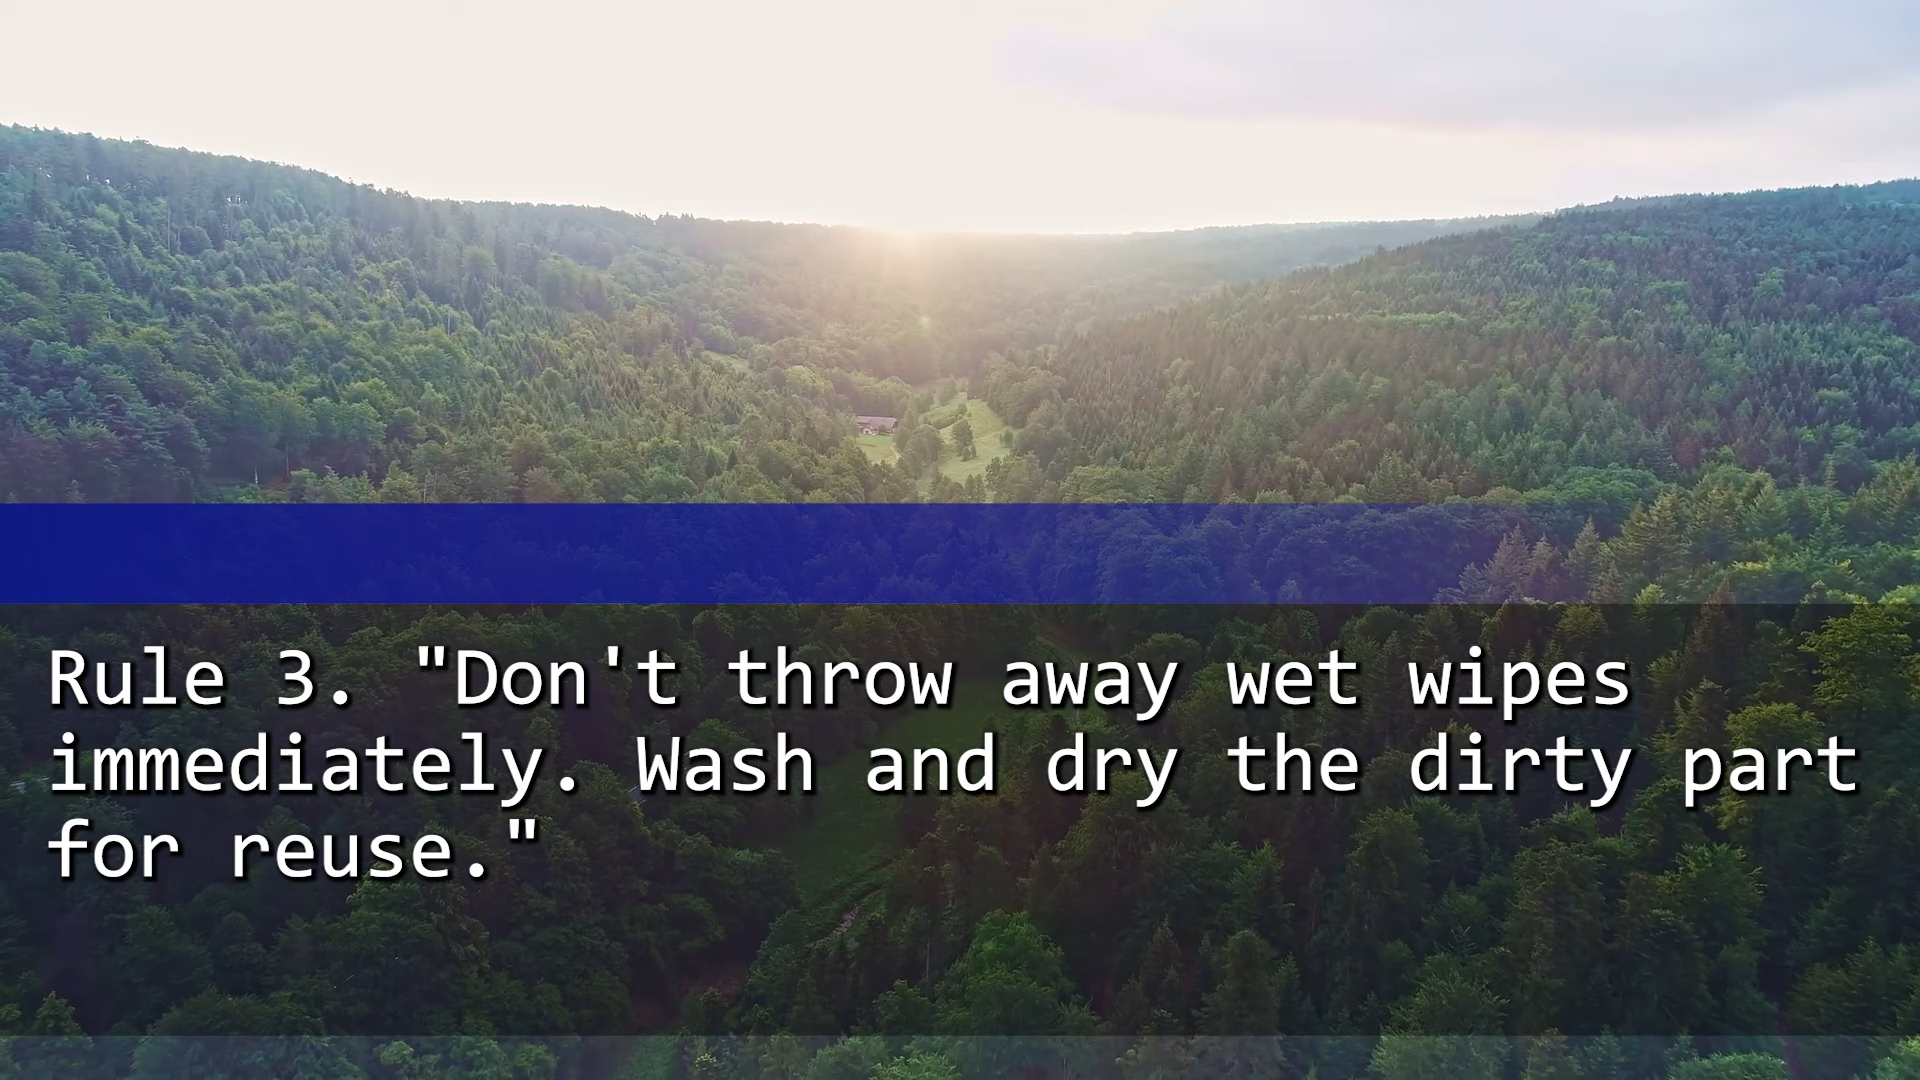 Rule 3. "Don't throw away wet wipes
immediately. Wash and dry the dirty part
for reuse."